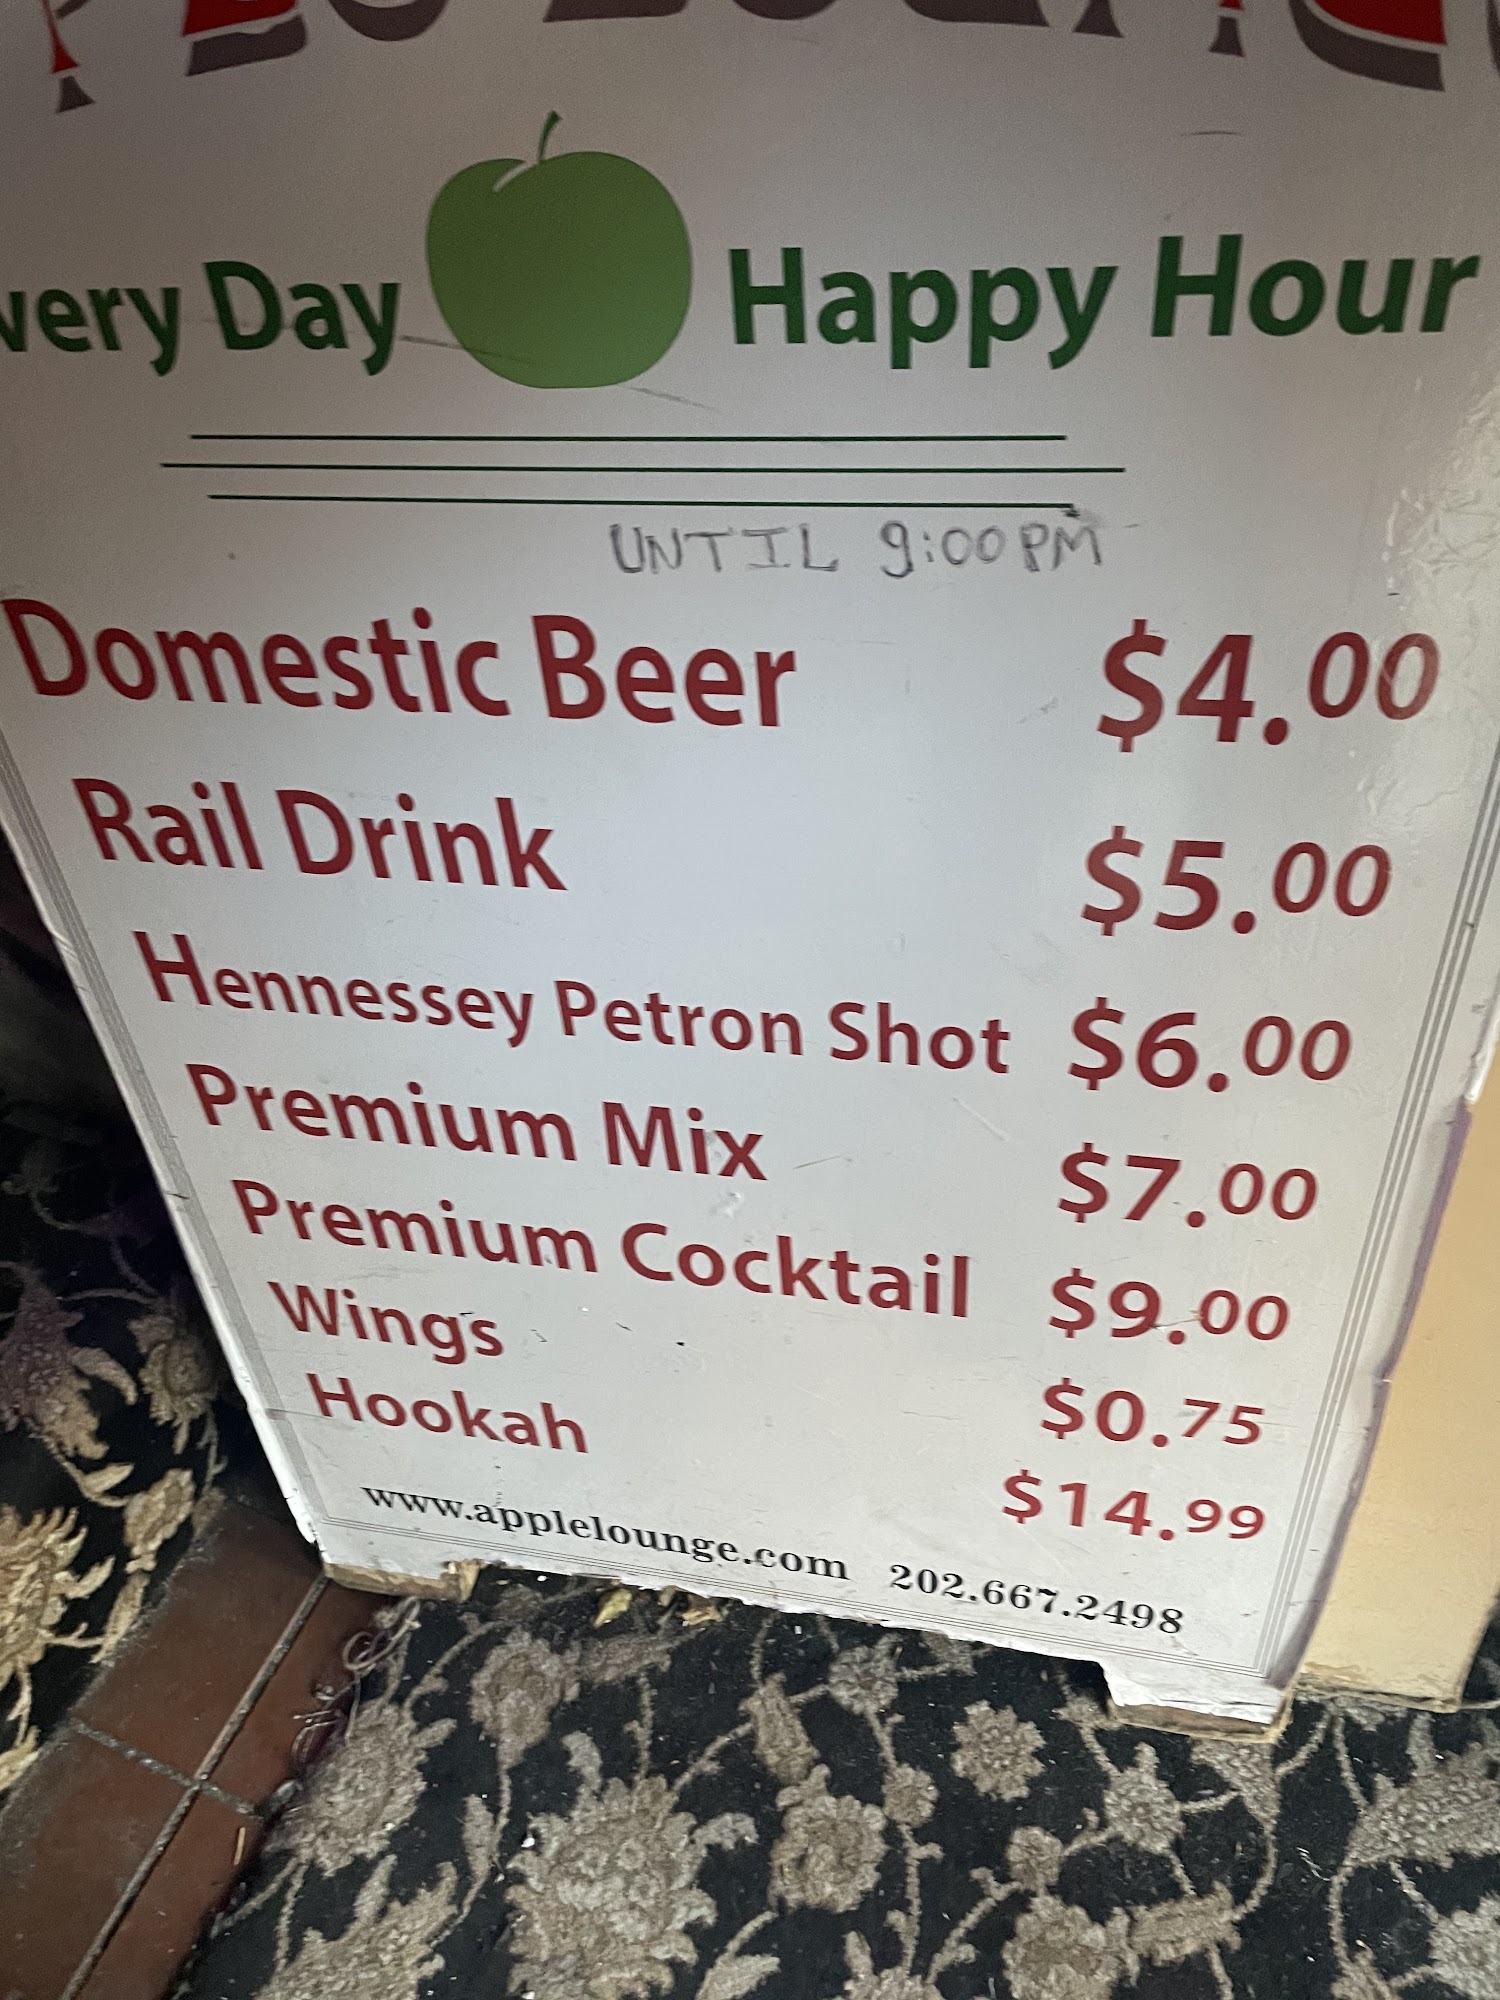 very Day Happy Hour
UNTIL 9:00 PM
Domestic Beer $4.00
Rail Drink $5.00
Hennessey Petron Shot $6.00
Premium Mix $7.00
Premium Cocktail $9.00
Wings $0.75
Hookah $14.99
www.applelounge.com 202.667.2498